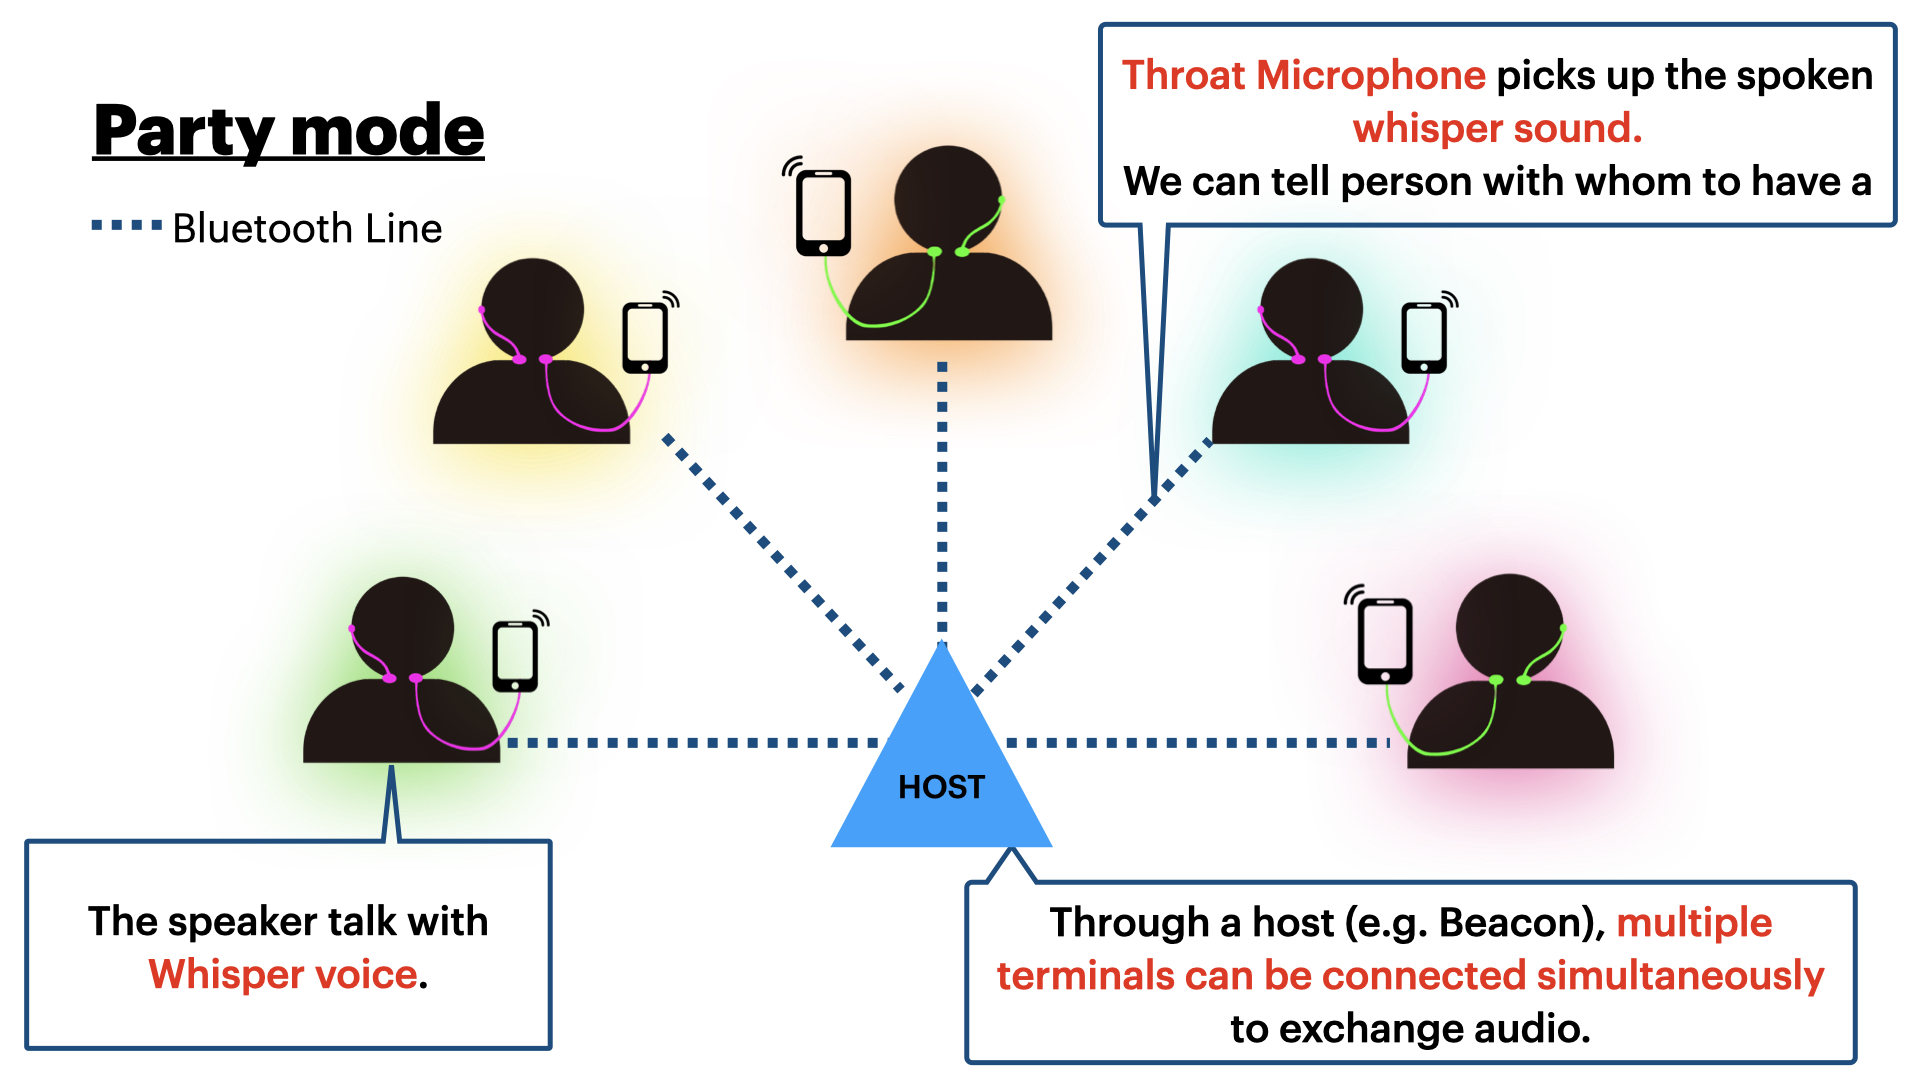 Party mode
Bluetooth Line
Throat Microphone picks up the spoken
whisper sound.
We can tell person with whom to have a
HOST
The speaker talk with
Whisper voice.
Through a host (e.g. Beacon), multiple
terminals can be connected simultaneously
to exchange audio.